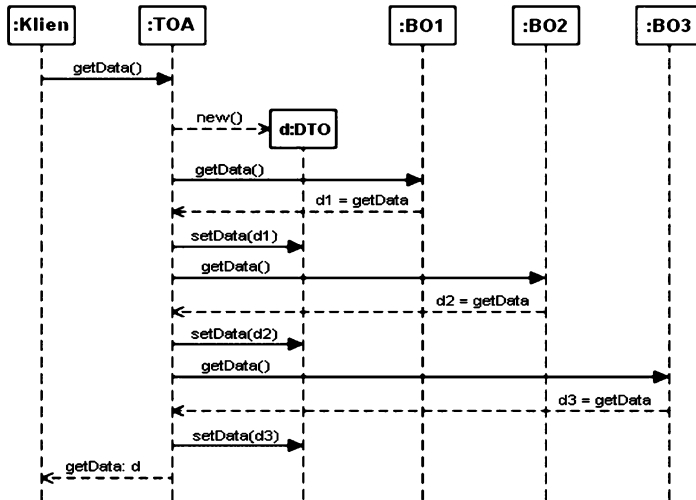 :Klien :TOA :BO1 :BO2 :BO3
getData()
new()
d:DTO
getData()
d1 = getData
setData(d1)
getData()
d2 = getData
setData(d2)
getData()
d3 = getData
setData(d3)
getData: d